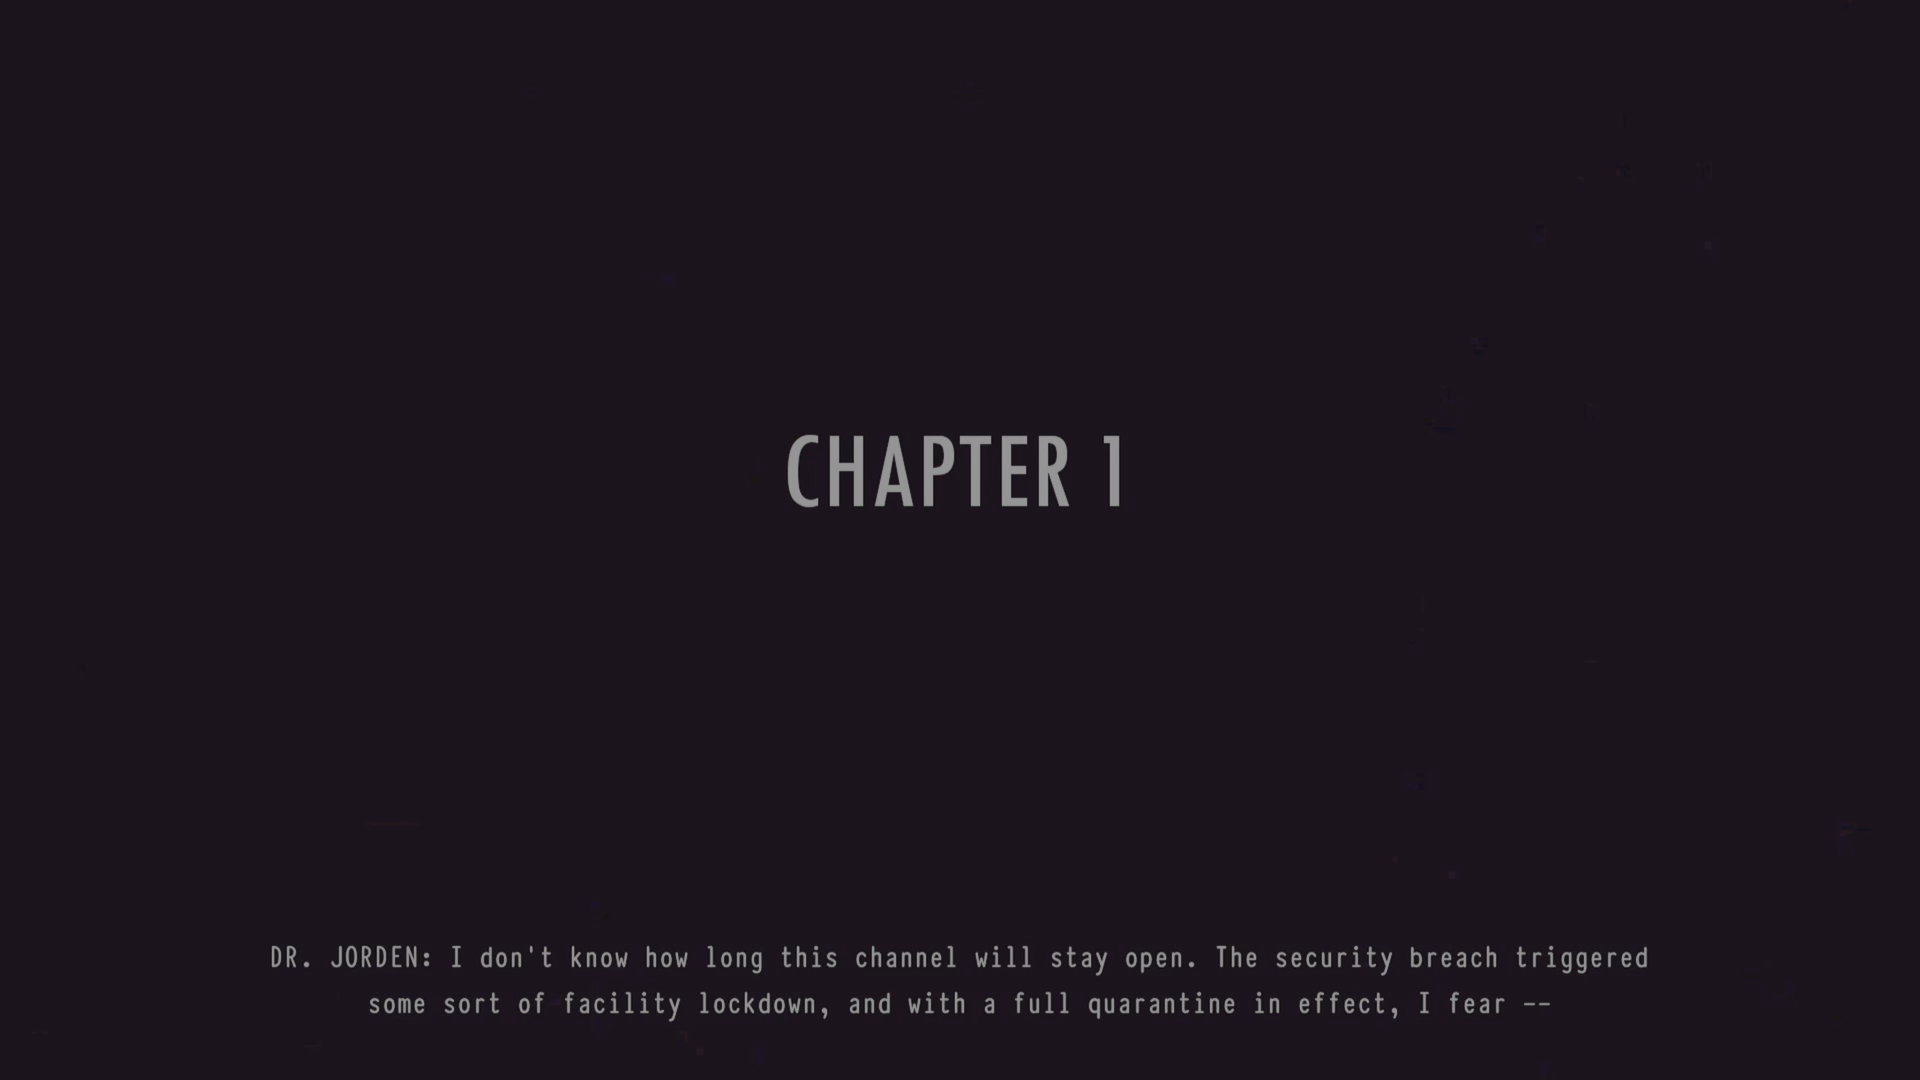 CHAPTER 1
DR. JORDEN: I don't know how long this channel will stay open. The security breach triggered
some sort of facility lockdown, and with a full quarantine in effect, I fear --